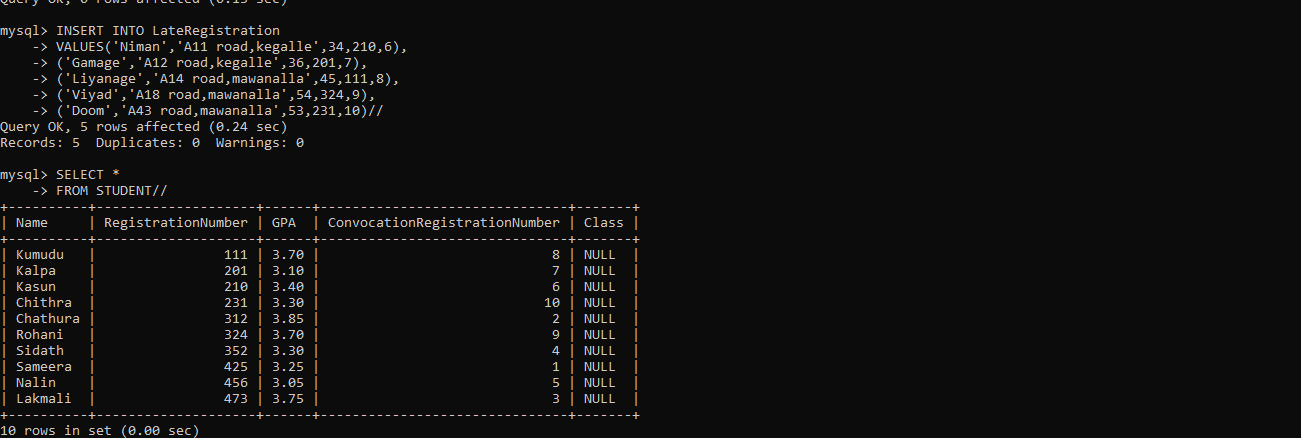 Query OK, 0 rows affected (0.15 sec)
mysql> INSERT INTO LateRegistration
    -> VALUES('Niman','A11 road,kegalle',34,210,6),
    -> ('Gamage','A12 road,kegalle',36,201,7),
    -> ('Liyanage','A14 road,mawanalla',45,111,8),
    -> ('Viyad','A18 road,mawanalla',54,324,9),
    -> ('Doom','A43 road,mawanalla',53,231,10)//
Query OK, 5 rows affected (0.24 sec)
Records: 5  Duplicates: 0  Warnings: 0
mysql> SELECT *
    -> FROM STUDENT//
+----------+--------------------+------+-------------------------------+-------+
| Name     | RegistrationNumber | GPA  | ConvocationRegistrationNumber | Class |
+----------+--------------------+------+-------------------------------+-------+
| Kumudu   |                111 | 3.70 |                             8 | NULL  |
| Kalpa    |                201 | 3.10 |                             7 | NULL  |
| Kasun    |                210 | 3.40 |                             6 | NULL  |
| Chithra  |                231 | 3.30 |                            10 | NULL  |
| Chathura |                312 | 3.85 |                             2 | NULL  |
| Rohani   |                324 | 3.70 |                             9 | NULL  |
| Sidath   |                352 | 3.30 |                             4 | NULL  |
| Sameera  |                425 | 3.25 |                             1 | NULL  |
| Nalin    |                456 | 3.05 |                             5 | NULL  |
| Lakmali  |                473 | 3.75 |                             3 | NULL  |
+----------+--------------------+------+-------------------------------+-------+
10 rows in set (0.00 sec)